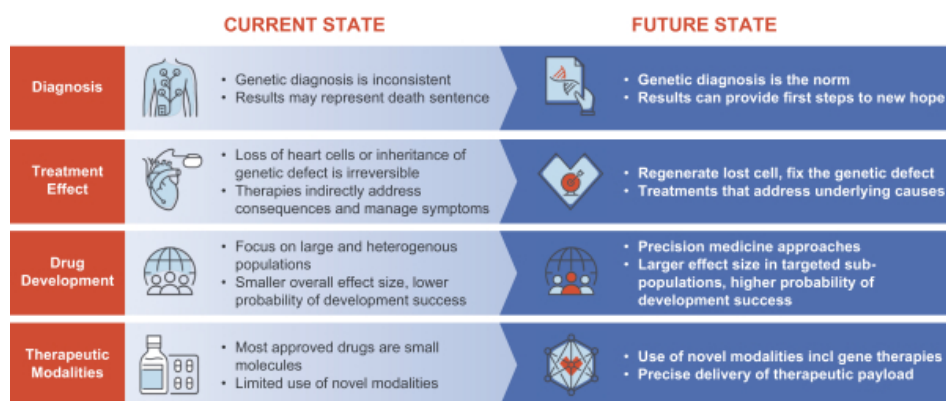 CURRENT STATE
FUTURE STATE
Diagnosis
• Genetic diagnosis is inconsistent
• Results may represent death sentence
• Genetic diagnosis is the norm
• Results can provide first steps to new hope
Treatment
Effect
• Loss of heart cells or inheritance of
genetic defect is irreversible
• Therapies indirectly address
consequences and manage symptoms
• Regenerate lost cell, fix the genetic defect
• Treatments that address underlying causes
Drug
Development
• Focus on large and heterogenous
populations
• Smaller overall effect size, lower
probability of development success
• Precision medicine approaches
• Larger effect size in targeted sub-
populations, higher probability of
development success
Therapeutic
Modalities
• Most approved drugs are small
molecules
• Limited use of novel modalities
• Use of novel modalities incl gene therapies
• Precise delivery of therapeutic payload